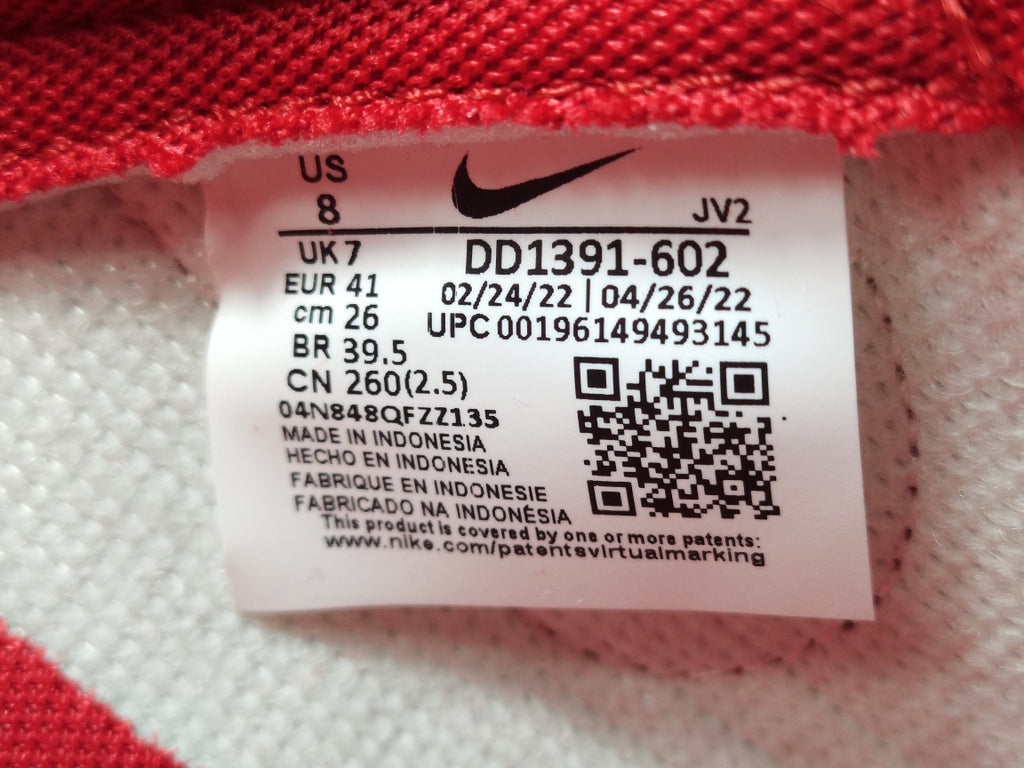 US
8
JV2
UK 7
DD1391-602
EUR 41
02/24/22 | 04/26/22
cm 26
UPC 00196149493145
BR 39.5
CN 260(2.5)
04N848QFZZ135
MADE IN INDONESIA
HECHO EN INDONESIA
FABRIQUE EN INDONESIE
FABRICADO NA INDONÉSIA
This product is covered by one or more patents:
www.nike.com/patentsvirtualmarking